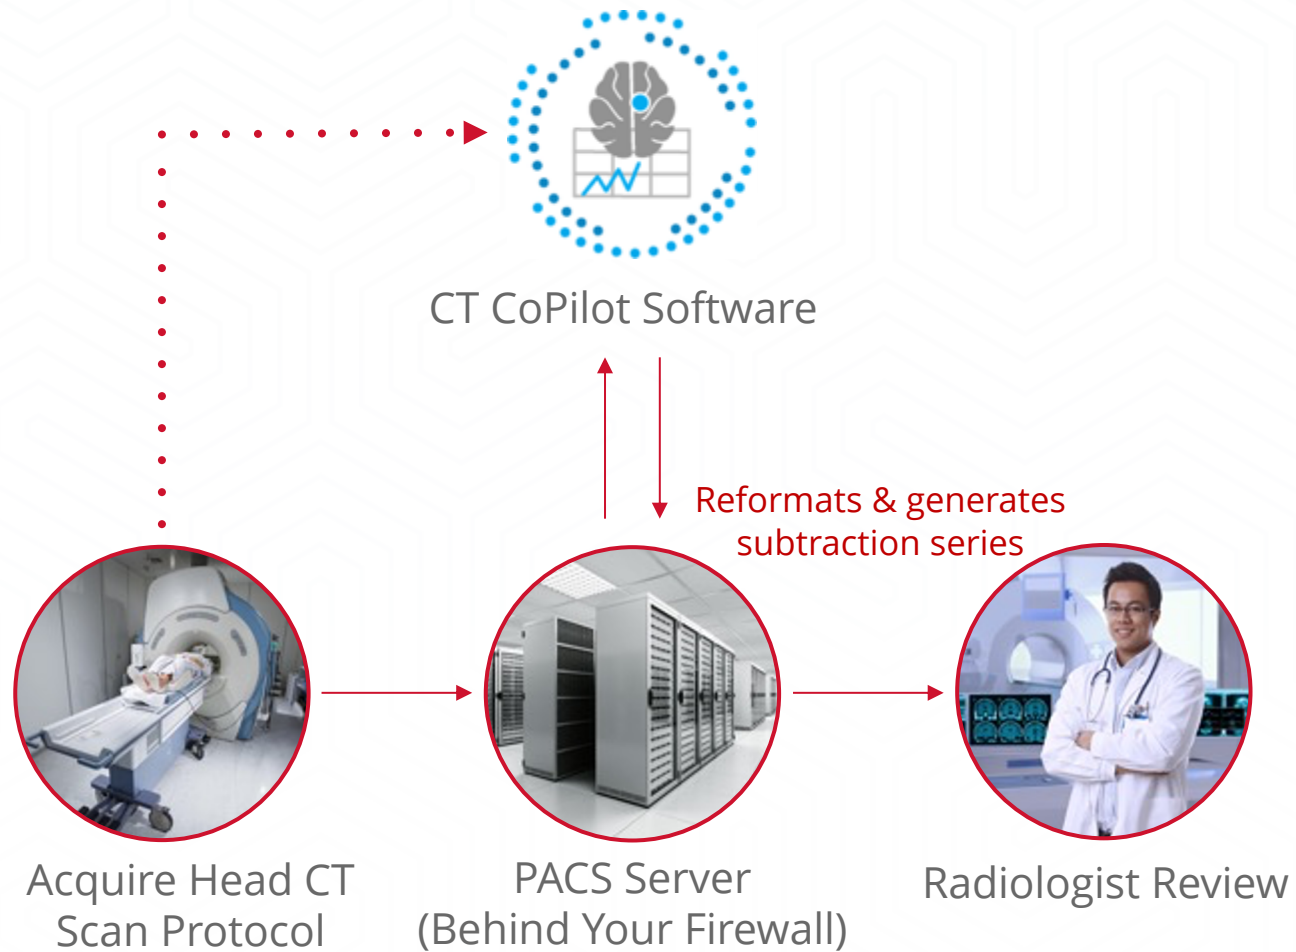 CT CoPilot Software
Reformats & generates
subtraction series
Acquire Head CT
Scan Protocol
PACS Server
(Behind Your Firewall)
Radiologist Review